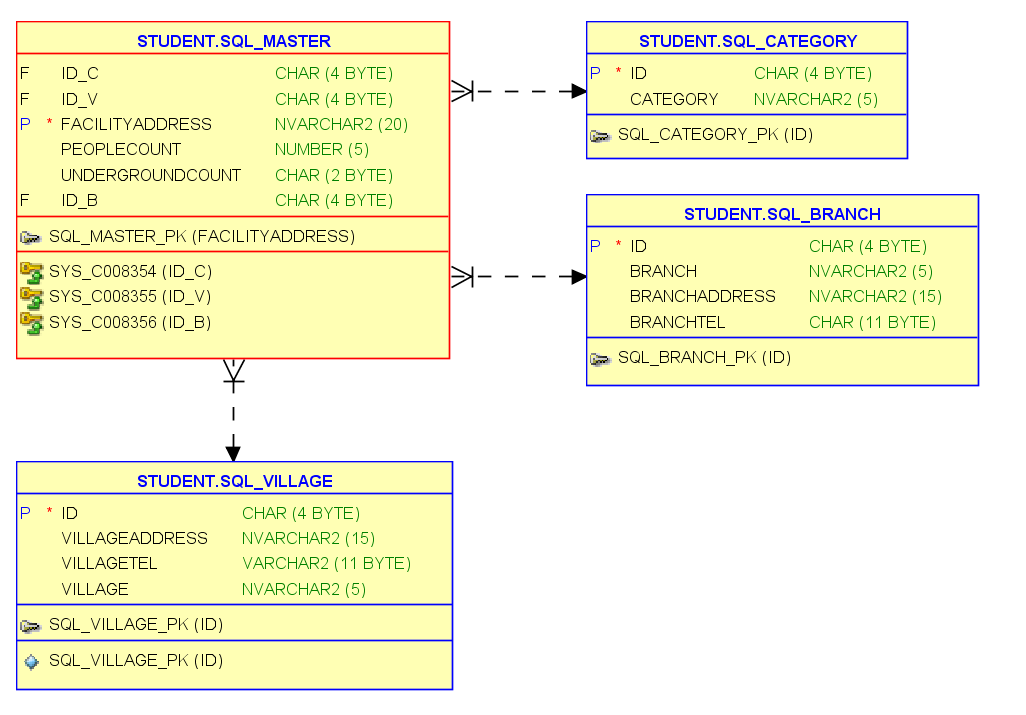 STUDENT.SQL_MASTER
F ID_C CHAR (4 BYTE)
F ID_V CHAR (4 BYTE)
P * FACILITYADDRESS NVARCHAR2 (20)
PEOPLECOUNT NUMBER (5)
UNDERGROUNDCOUNT CHAR (2 BYTE)
F ID_B CHAR (4 BYTE)
SQL_MASTER_PK (FACILITYADDRESS)
SYS_C008354 (ID_C)
SYS_C008355 (ID_V)
SYS_C008356 (ID_B)
STUDENT.SQL_CATEGORY
P * ID CHAR (4 BYTE)
CATEGORY NVARCHAR2 (5)
SQL_CATEGORY_PK (ID)
STUDENT.SQL_BRANCH
P * ID CHAR (4 BYTE)
BRANCH NVARCHAR2 (5)
BRANCHADDRESS NVARCHAR2 (15)
BRANCHTEL CHAR (11 BYTE)
SQL_BRANCH_PK (ID)
STUDENT.SQL_VILLAGE
P * ID CHAR (4 BYTE)
VILLAGEADDRESS NVARCHAR2 (15)
VILLAGETEL VARCHAR2 (11 BYTE)
VILLAGE NVARCHAR2 (5)
SQL_VILLAGE_PK (ID)
SQL_VILLAGE_PK (ID)